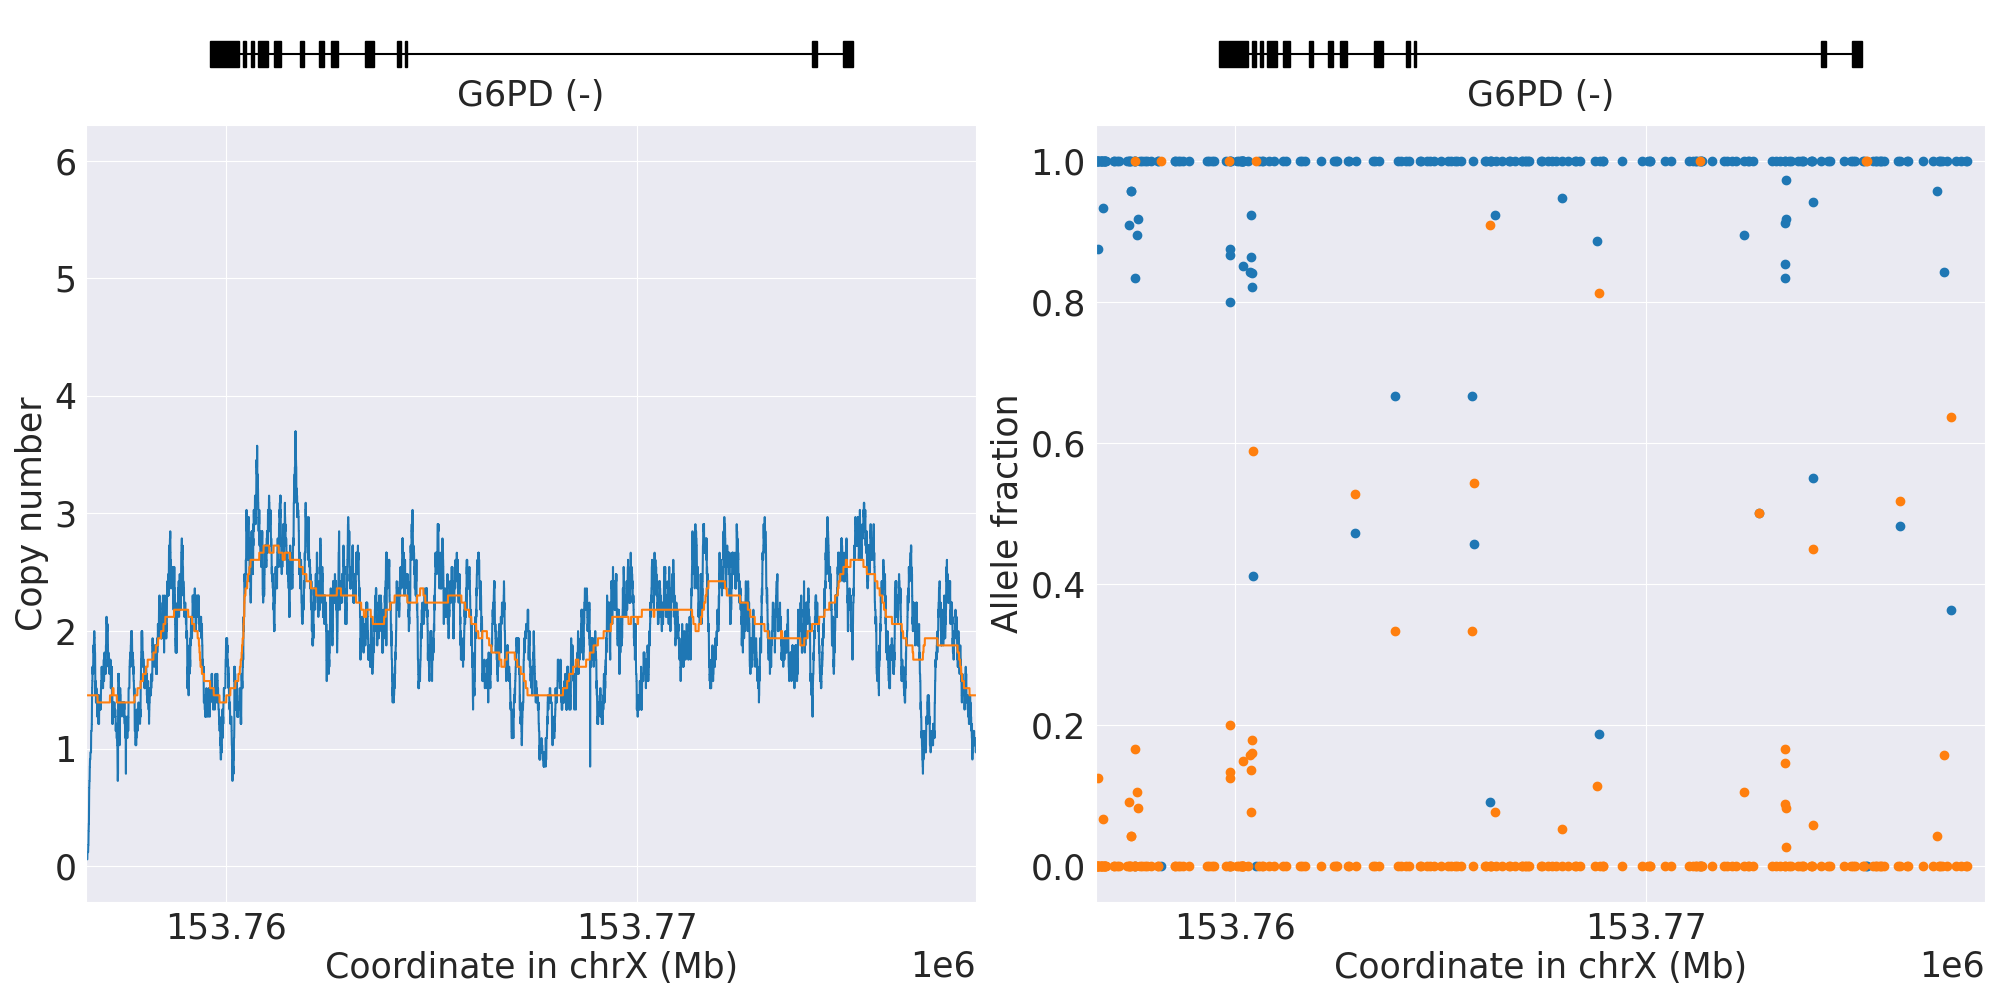 G6PD (-)
G6PD (-)
Copy number
6
5
4
3
2
1
0
153.76
153.77
Coordinate in chrX (Mb)
1e6
Allele fraction
1.0
0.8
0.6
0.4
0.2
0.0
153.76
153.77
Coordinate in chrX (Mb)
1e6